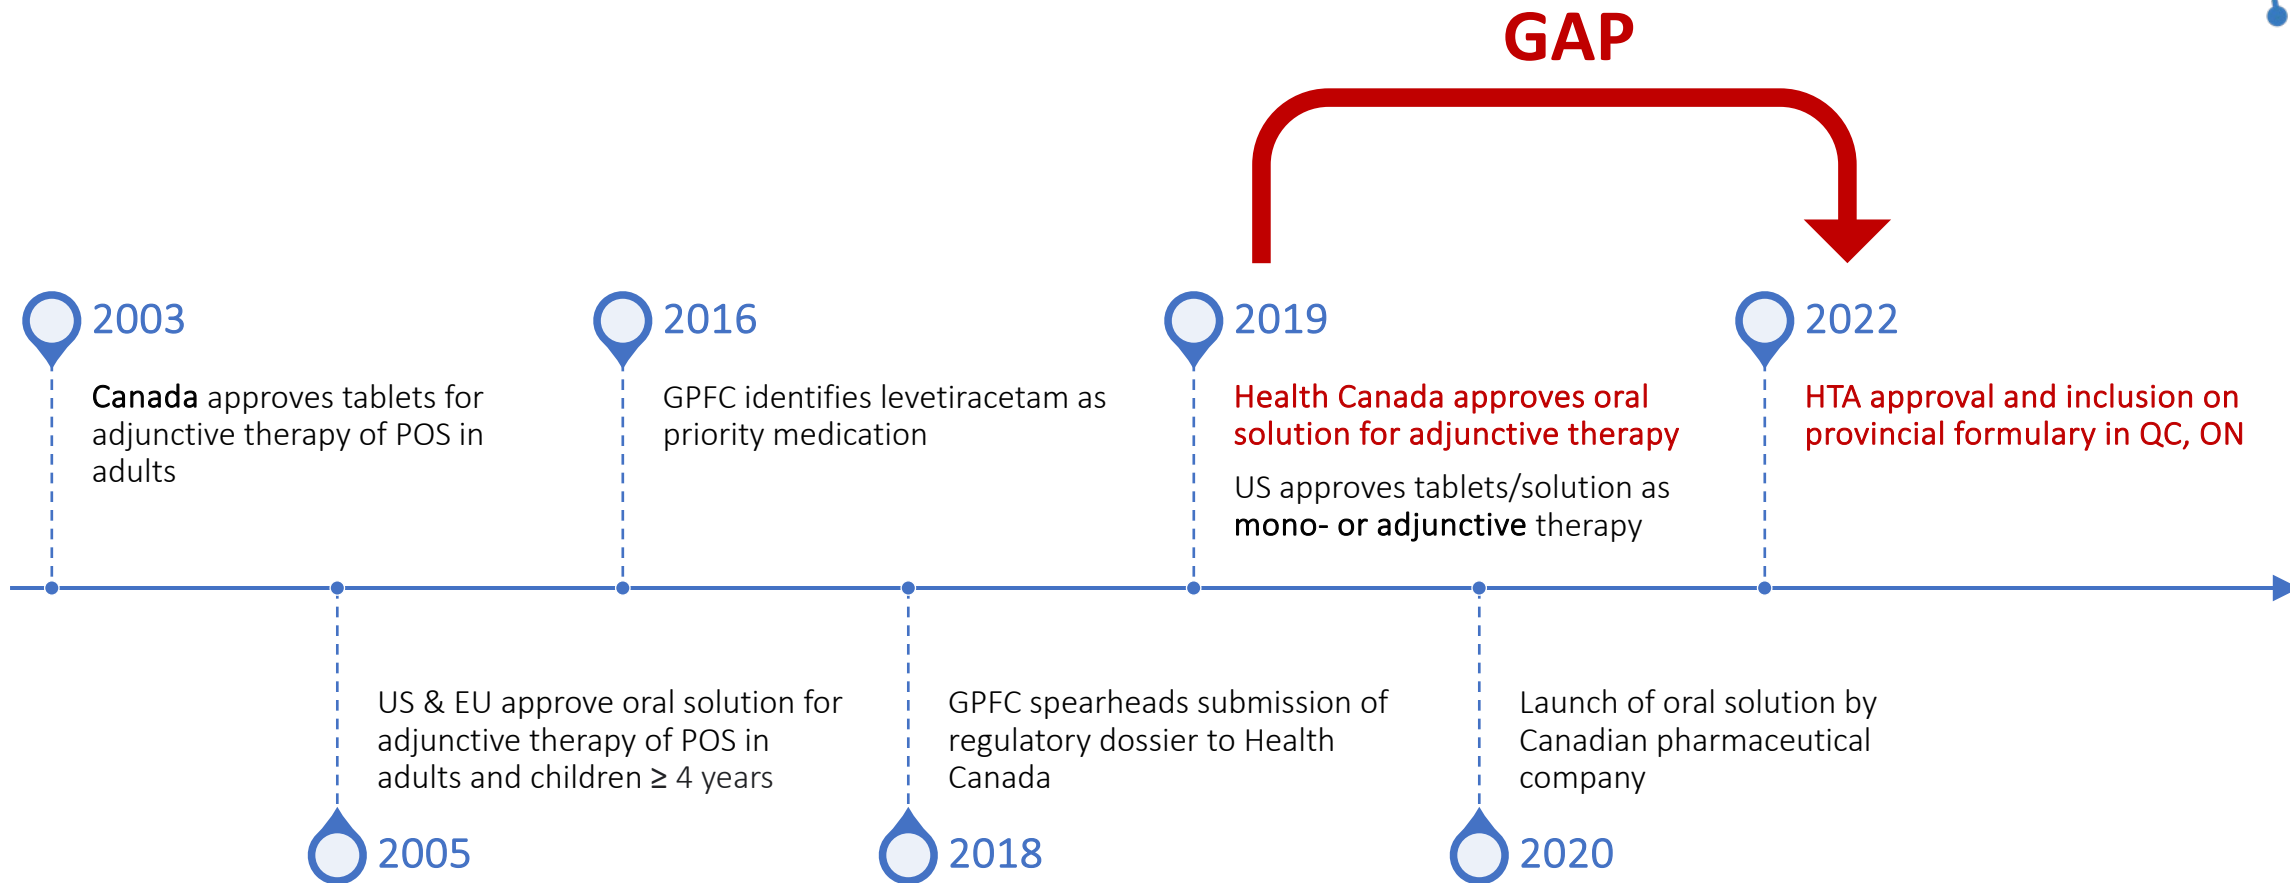 GAP
2003
Canada approves tablets for
adjunctive therapy of POS in
adults
2005
US & EU approve oral solution for
adjunctive therapy of POS in
adults and children ≥ 4 years
2016
GPFC identifies levetiracetam as
priority medication
2018
GPFC spearheads submission of
regulatory dossier to Health
Canada
2019
Health Canada approves oral
solution for adjunctive therapy
US approves tablets/solution as
mono- or adjunctive therapy
2020
Launch of oral solution by
Canadian pharmaceutical
company
2022
HTA approval and inclusion on
provincial formulary in QC, ON